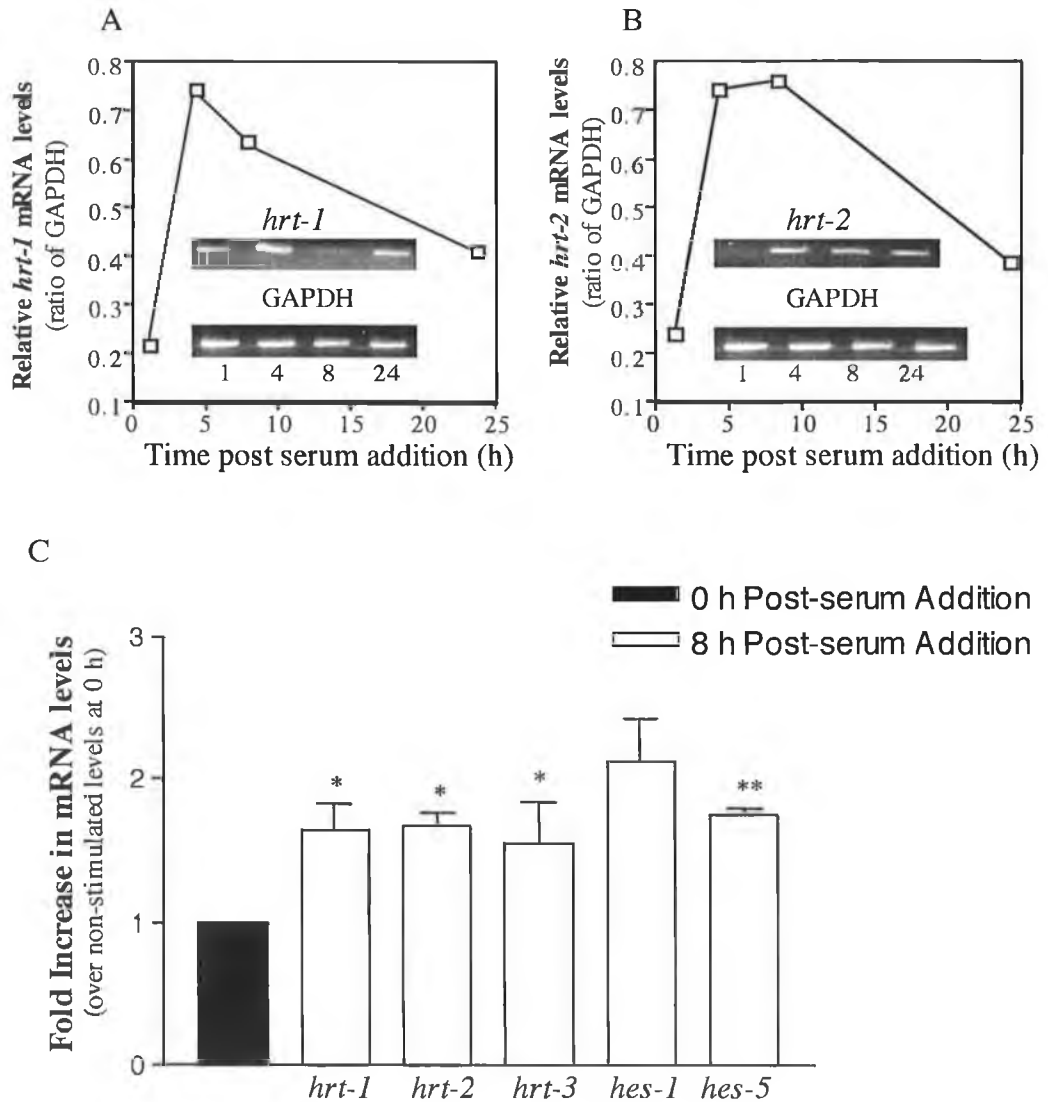 A
Relative hrt-1 mRNA levels
(ratio of GAPDH)
0.8
0.7
0.6
0.5
0.4
0.3
0.2
0.1
hrt-1
GAPDH
1 4 8 24
0 5 10 15 20 25
Time post serum addition (h)
B
Relative hrt-2 mRNA levels
(ratio of GAPDH)
0.8
0.7
0.6
0.5
0.4
0.3
0.2
0.1
hrt-2
GAPDH
1 4 8 24
0 5 10 15 20 25
Time post serum addition (h)
C
0 h Post-serum Addition
8 h Post-serum Addition
Fold Increase in mRNA levels
(over non-stimulated levels at 0 h)
3
2
1
0
* * * **
hrt-1 hrt-2 hrt-3 hes-1 hes-5